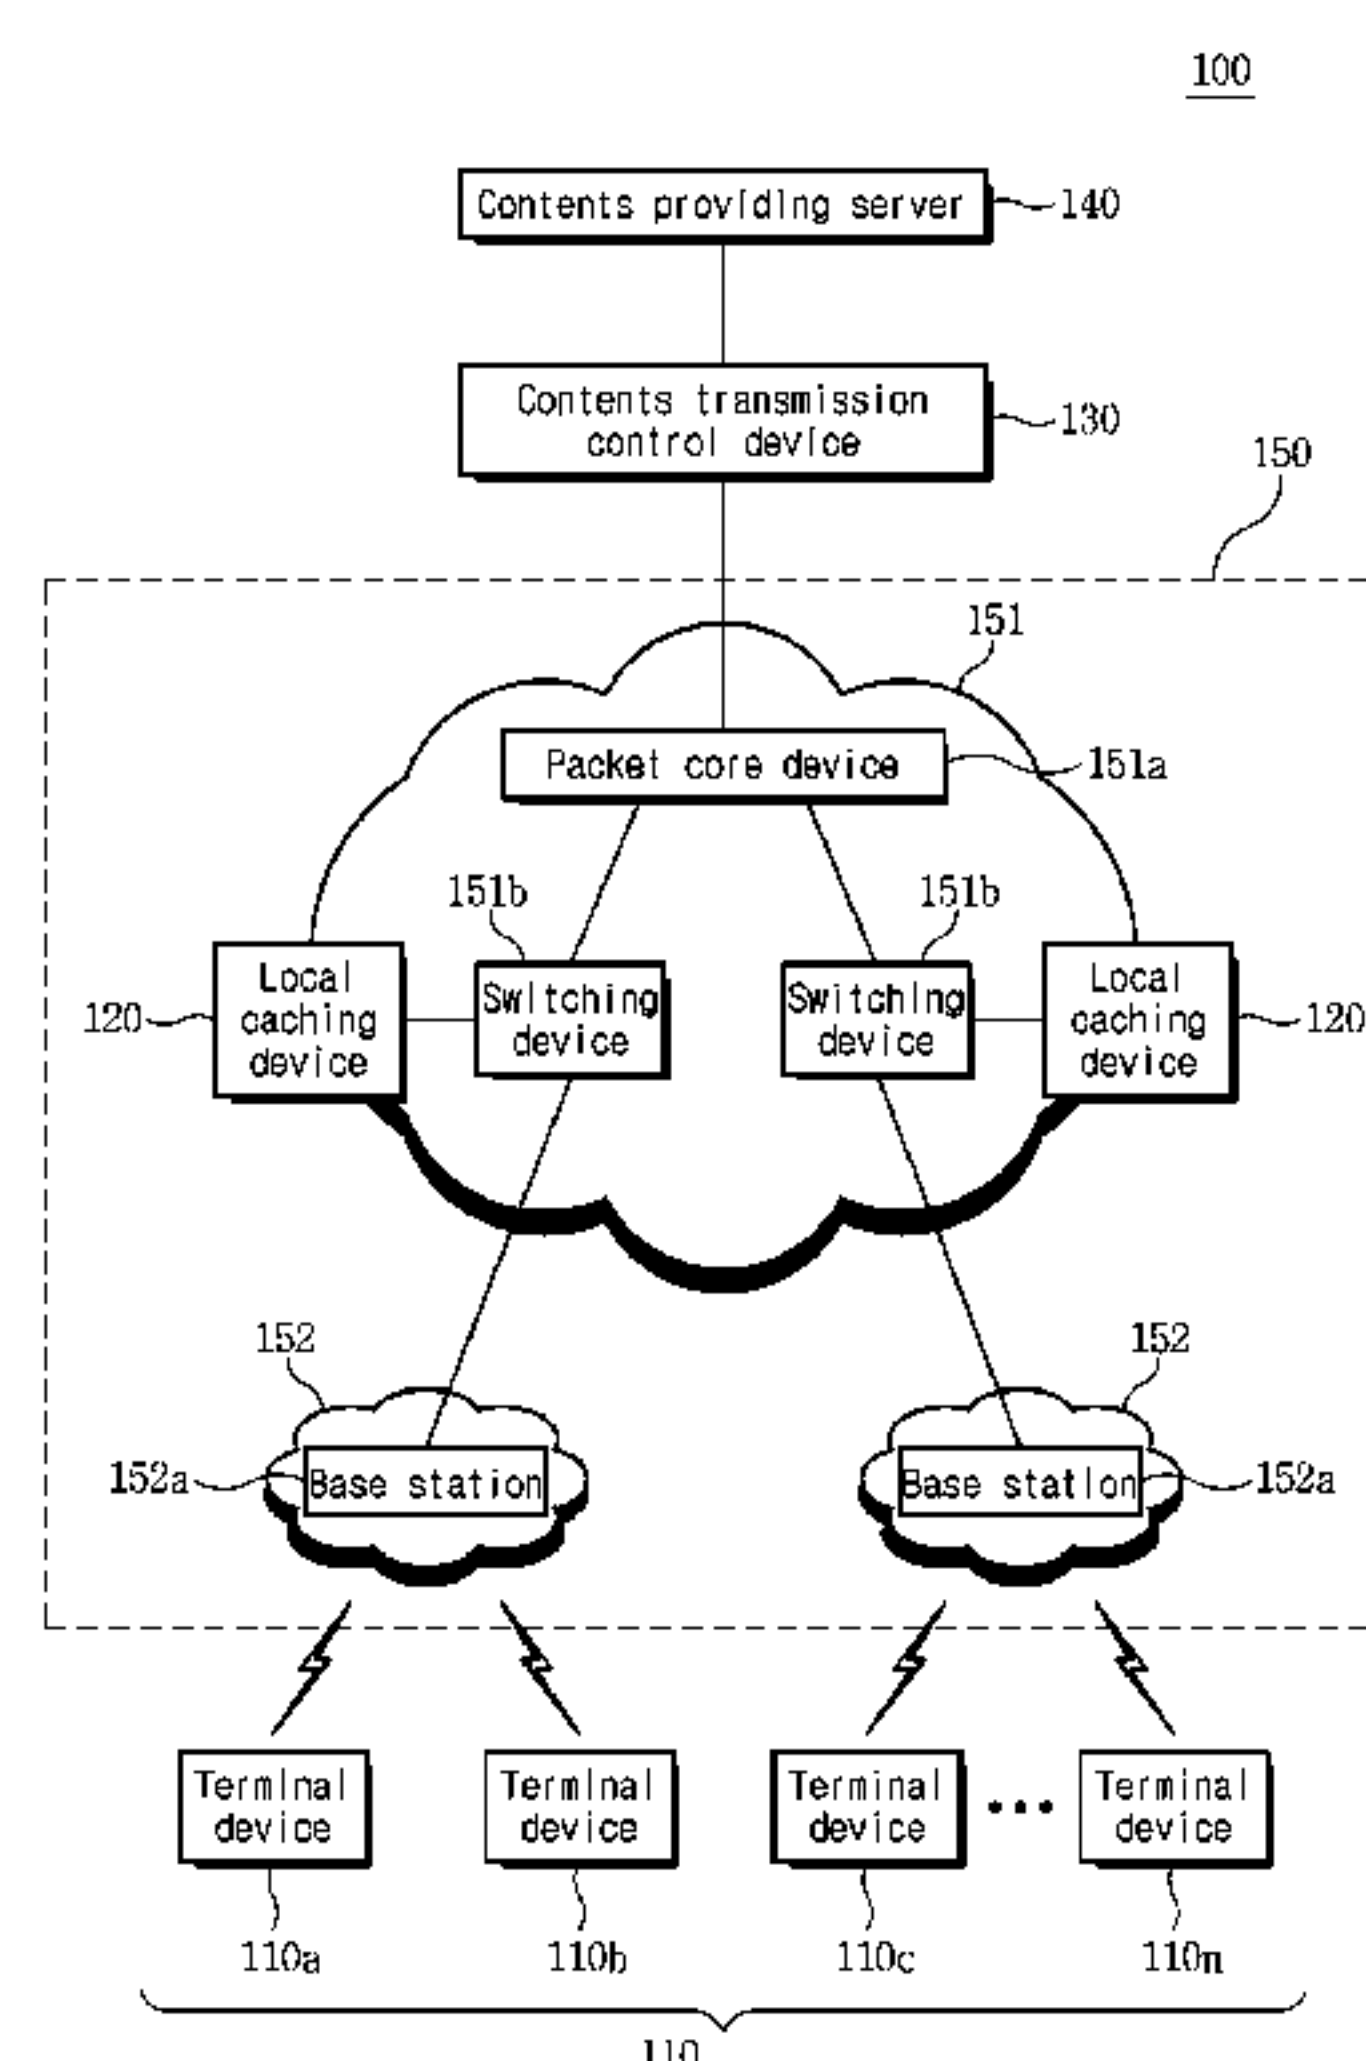 100
Contents providing server
140
Contents transmission
control device
130
150
151
Packet core device
151a
151b
151b
Local
caching
device
120
Switching
device
Switching
device
Local
caching
device
120
152
152
152a
Base station
Base station
152a
Terminal
device
Terminal
device
Terminal
device
...
Terminal
device
110a
110b
110c
110n
110